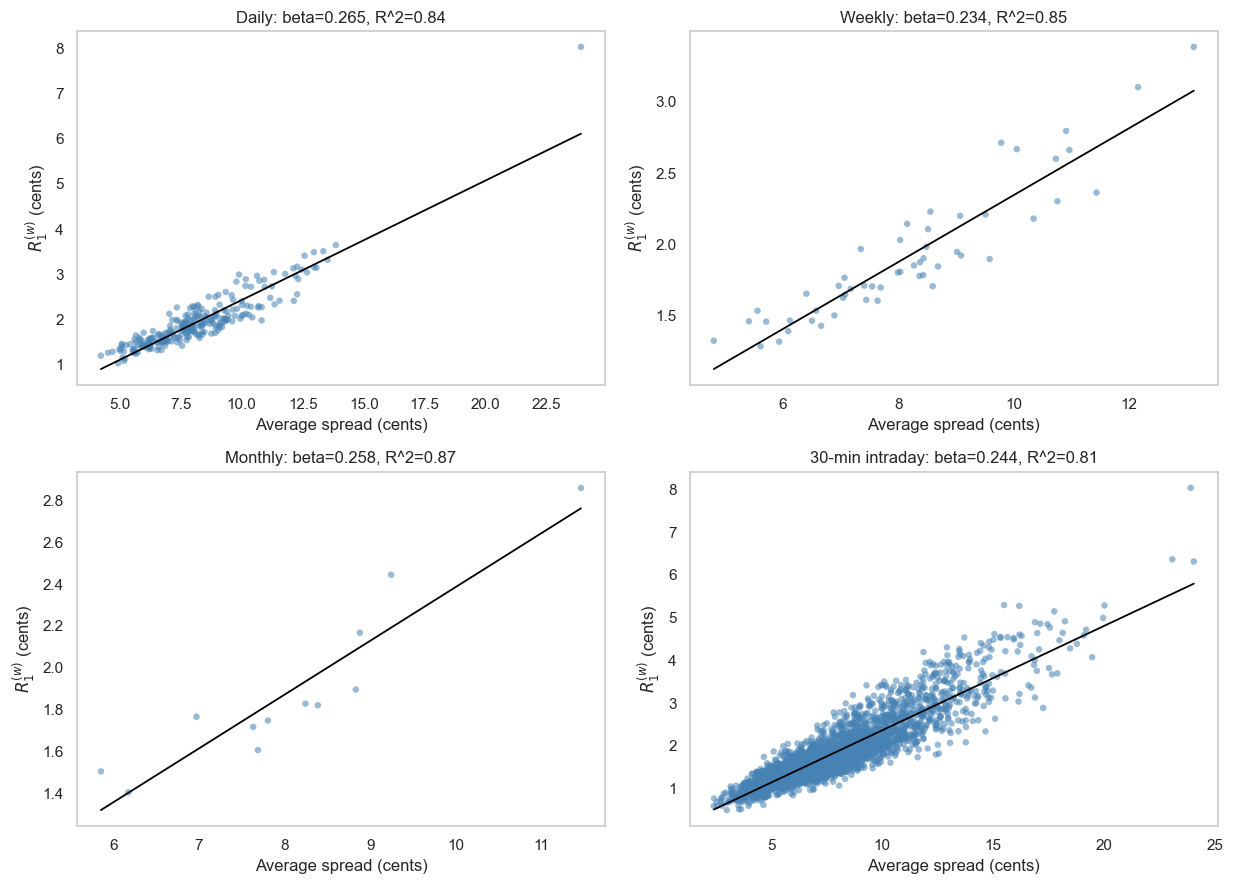 Daily: beta=0.265, R^2=0.84
8
7
6
5
4
3
2
1
R_1^{(w)} (cents)
5.0 7.5 10.0 12.5 15.0 17.5 20.0 22.5
Average spread (cents)
Weekly: beta=0.234, R^2=0.85
3.0
2.5
2.0
1.5
R_1^{(w)} (cents)
6 8 10 12
Average spread (cents)
Monthly: beta=0.258, R^2=0.87
2.8
2.6
2.4
2.2
2.0
1.8
1.6
1.4
R_1^{(w)} (cents)
6 7 8 9 10 11
Average spread (cents)
30-min intraday: beta=0.244, R^2=0.81
8
7
6
5
4
3
2
1
R_1^{(w)} (cents)
5 10 15 20 25
Average spread (cents)